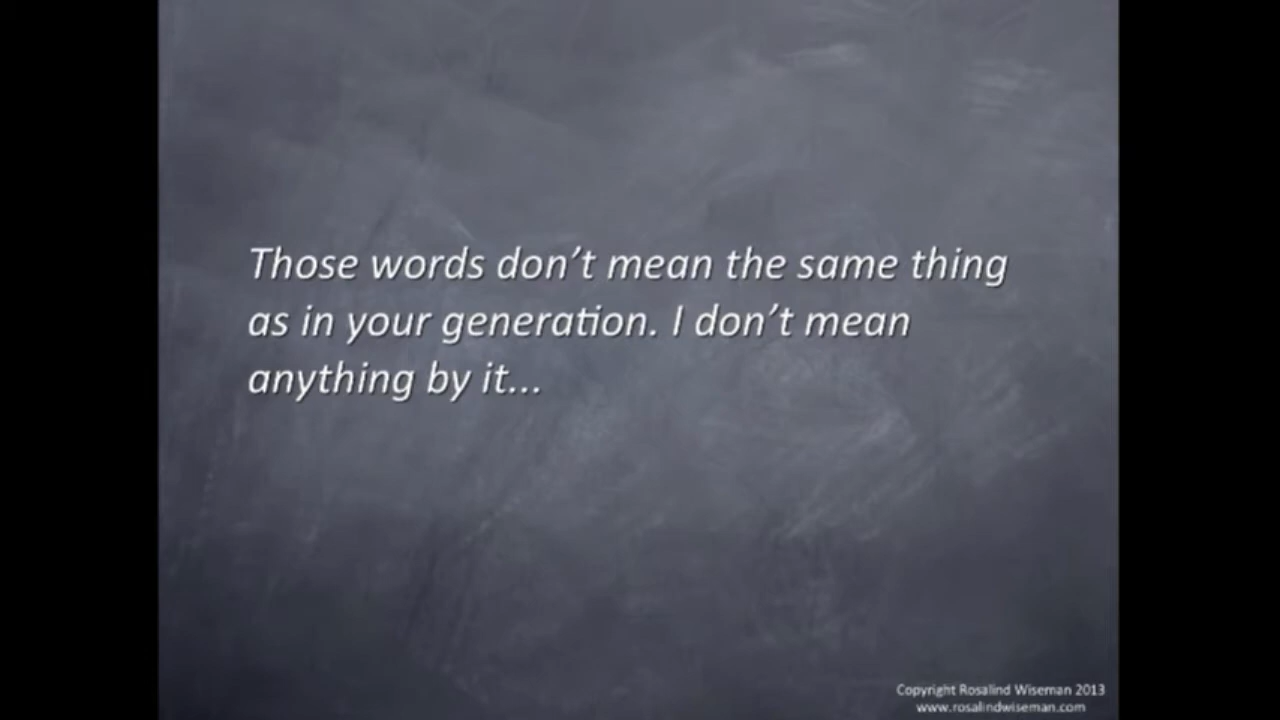 Those words don’t mean the same thing
as in your generation. I don’t mean
anything by it...
Copyright Rosalind Wiseman 2013
www.rosalindwiseman.com